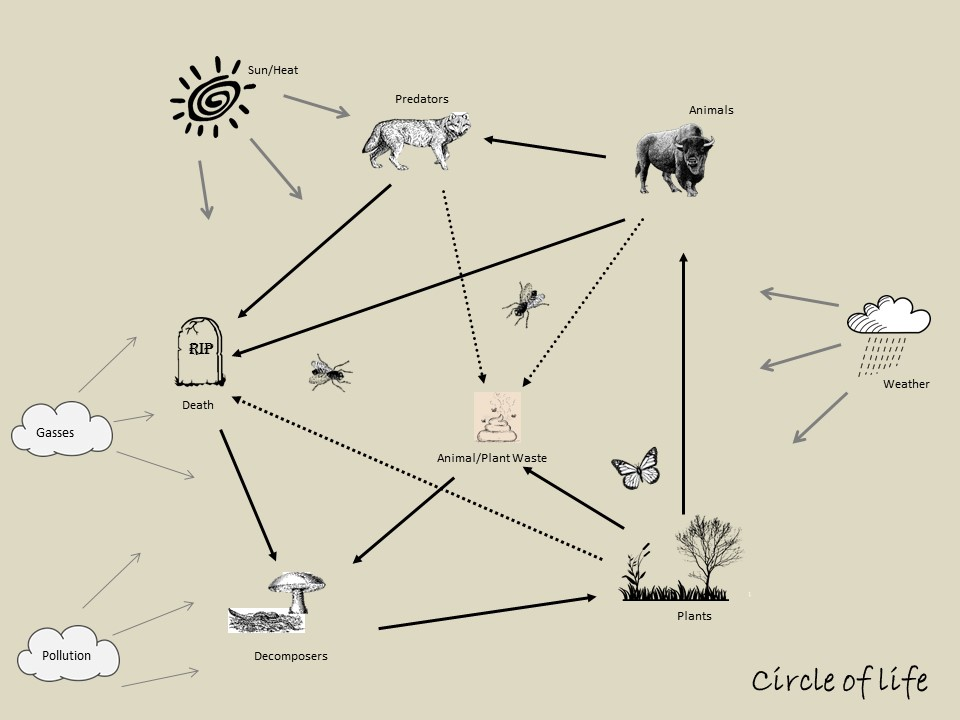 Sun/Heat
Predators
Animals
RIP
Death
Weather
Gasses
Animal/Plant Waste
Plants
Pollution
Decomposers
Circle of life